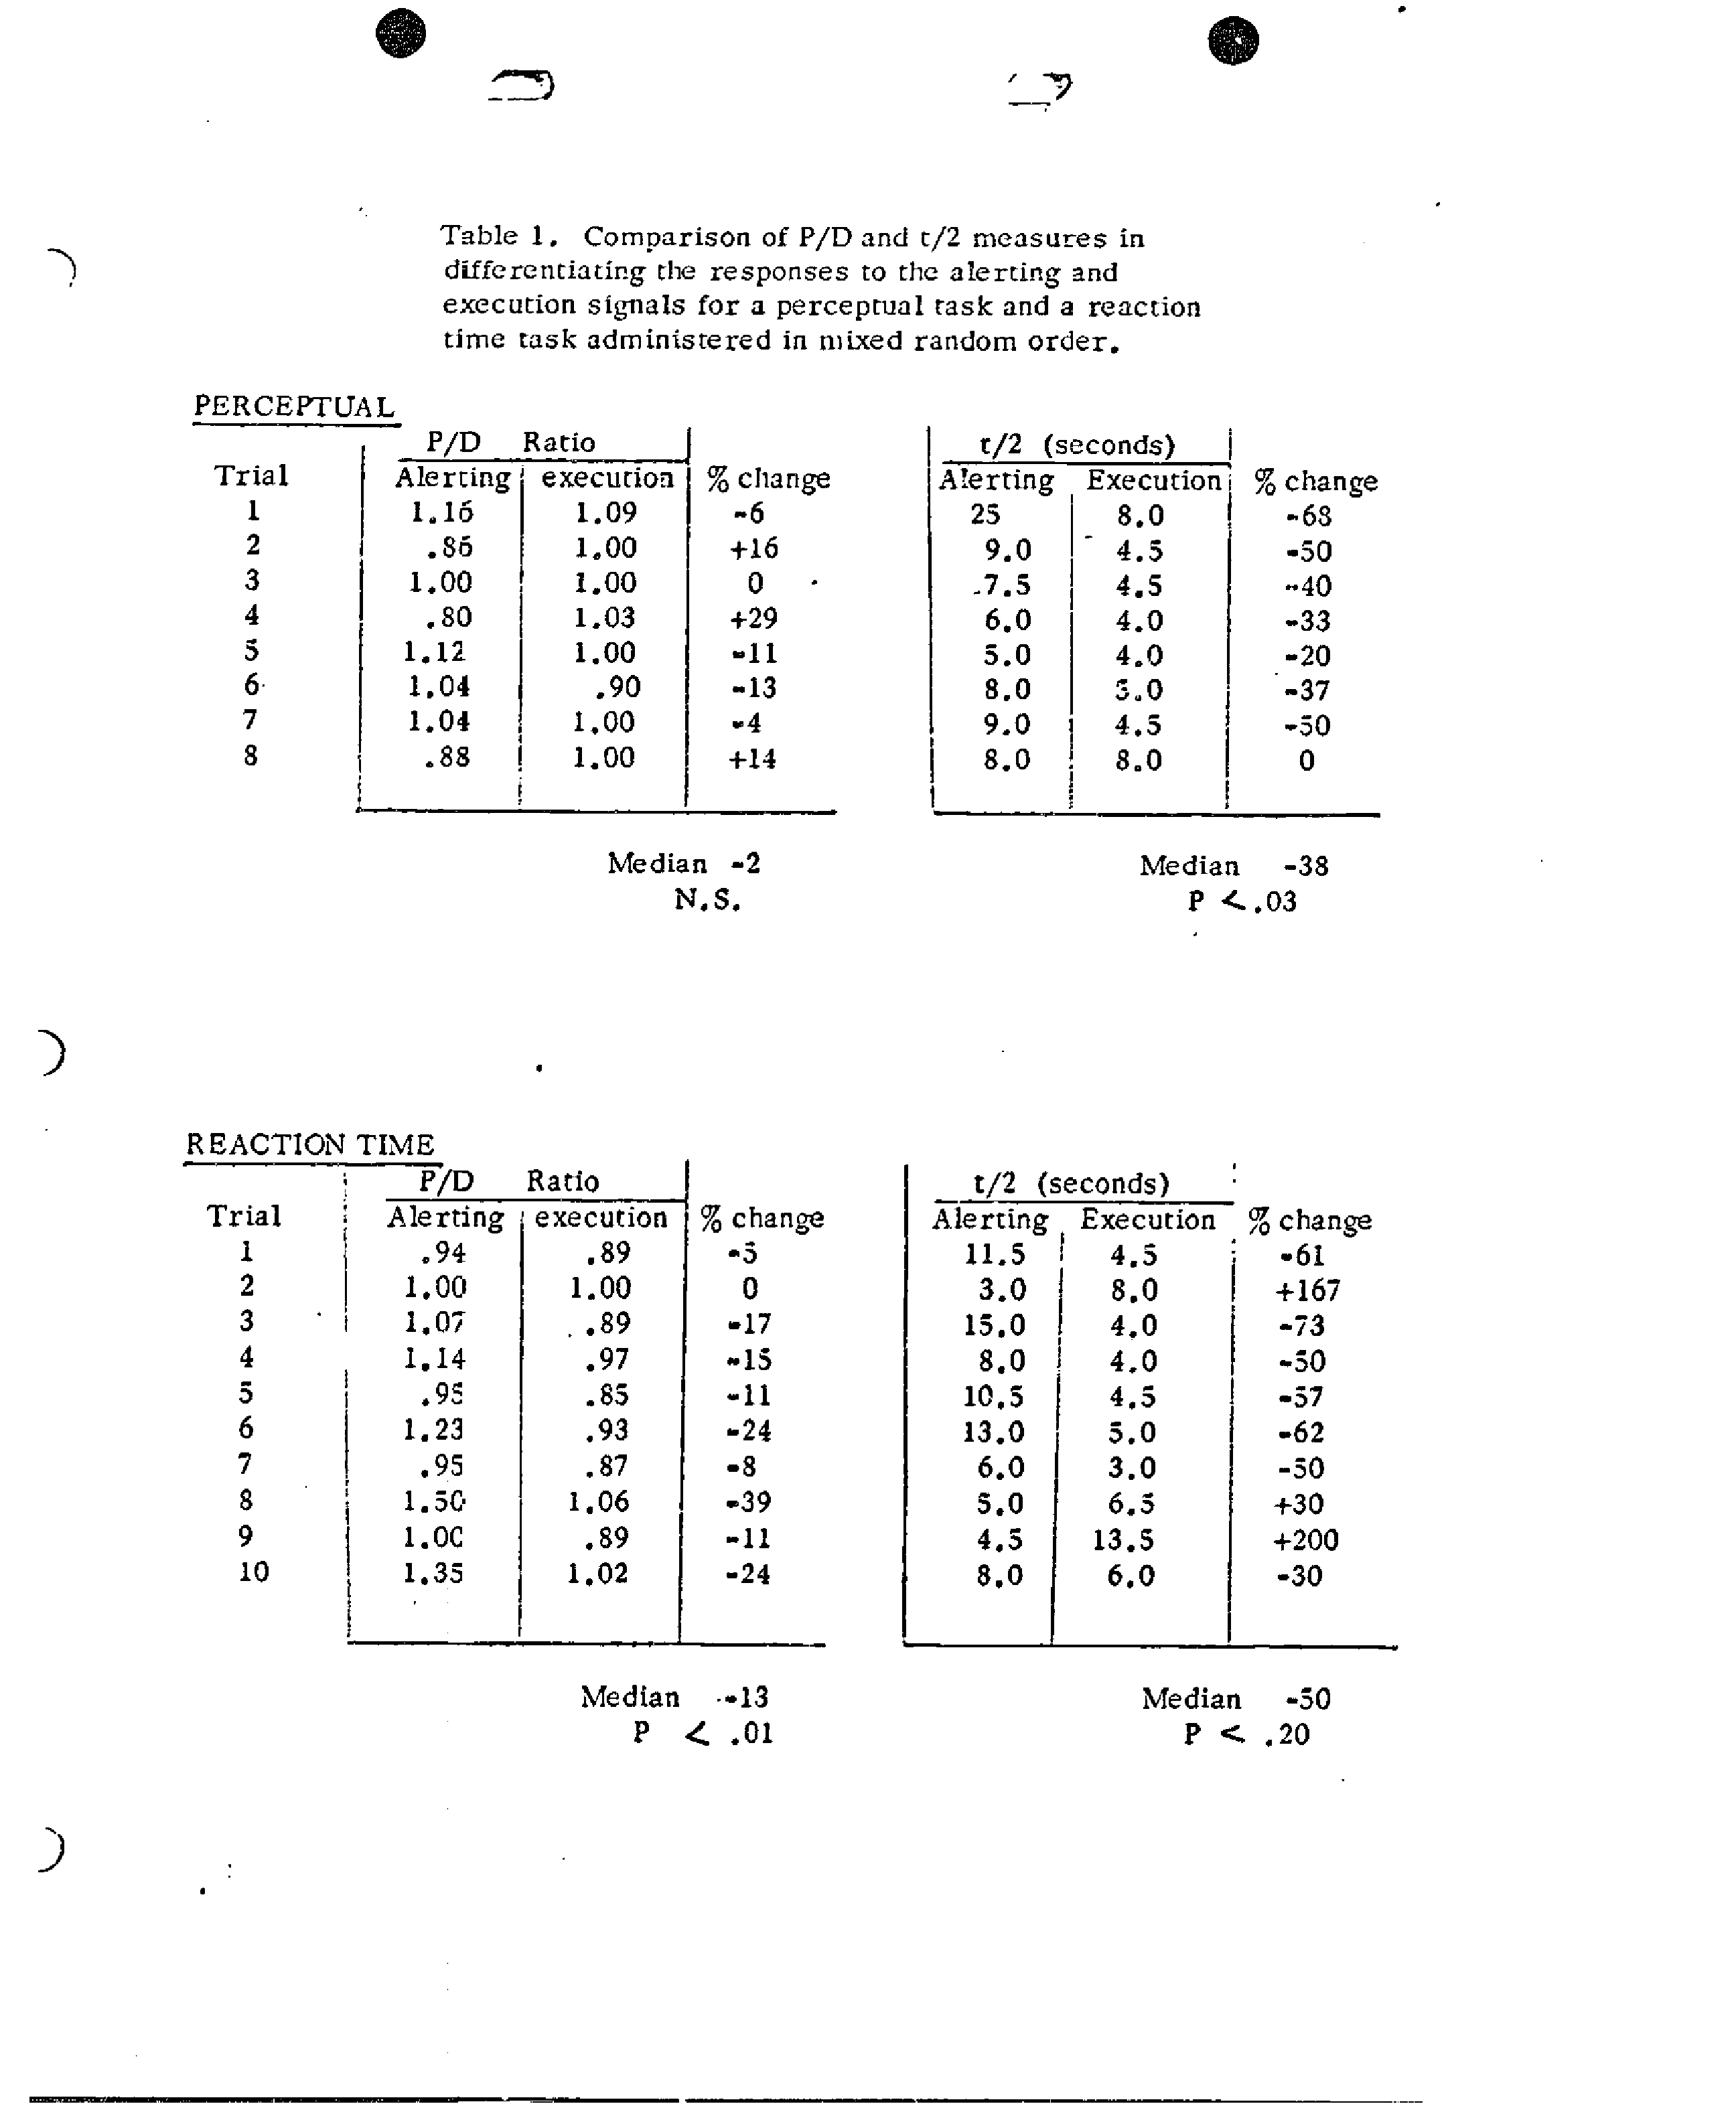 Table 1. Comparison of P/D and t/2 measures in
differentiating the responses to the alerting and
execution signals for a perceptual task and a reaction
time task administered in mixed random order.
PERCEPTUAL
P/D Ratio t/2 (seconds)
Trial Alerting execution % change Alerting Execution % change
1 1.16 1.09 -6 25 8.0 -68
2 .86 1.00 +16 9.0 4.5 -50
3 1.00 1.00 0 7.5 4.5 -40
4 .80 1.03 +29 6.0 4.0 -33
5 1.12 1.00 -11 5.0 4.0 -20
6 1.04 .90 -13 8.0 5.0 -37
7 1.04 1.00 -4 9.0 4.5 -50
8 .88 1.00 +14 8.0 8.0 0
Median -2 Median -38
N.S. P <.03
REACTION TIME
P/D Ratio t/2 (seconds)
Trial Alerting execution % change Alerting Execution % change
1 .94 .89 -5 11.5 4.5 -61
2 1.00 1.00 0 3.0 8.0 +167
3 1.07 .89 -17 15.0 4.0 -73
4 1.14 .97 -15 8.0 4.0 -50
5 .95 .85 -11 10.5 4.5 -57
6 1.23 .93 -24 13.0 5.0 -62
7 .95 .87 -8 6.0 3.0 -50
8 1.50 1.06 -39 5.0 6.5 +30
9 1.00 .89 -11 4.5 13.5 +200
10 1.35 1.02 -24 8.0 6.0 -30
Median -13 Median -50
P < .01 P < .20